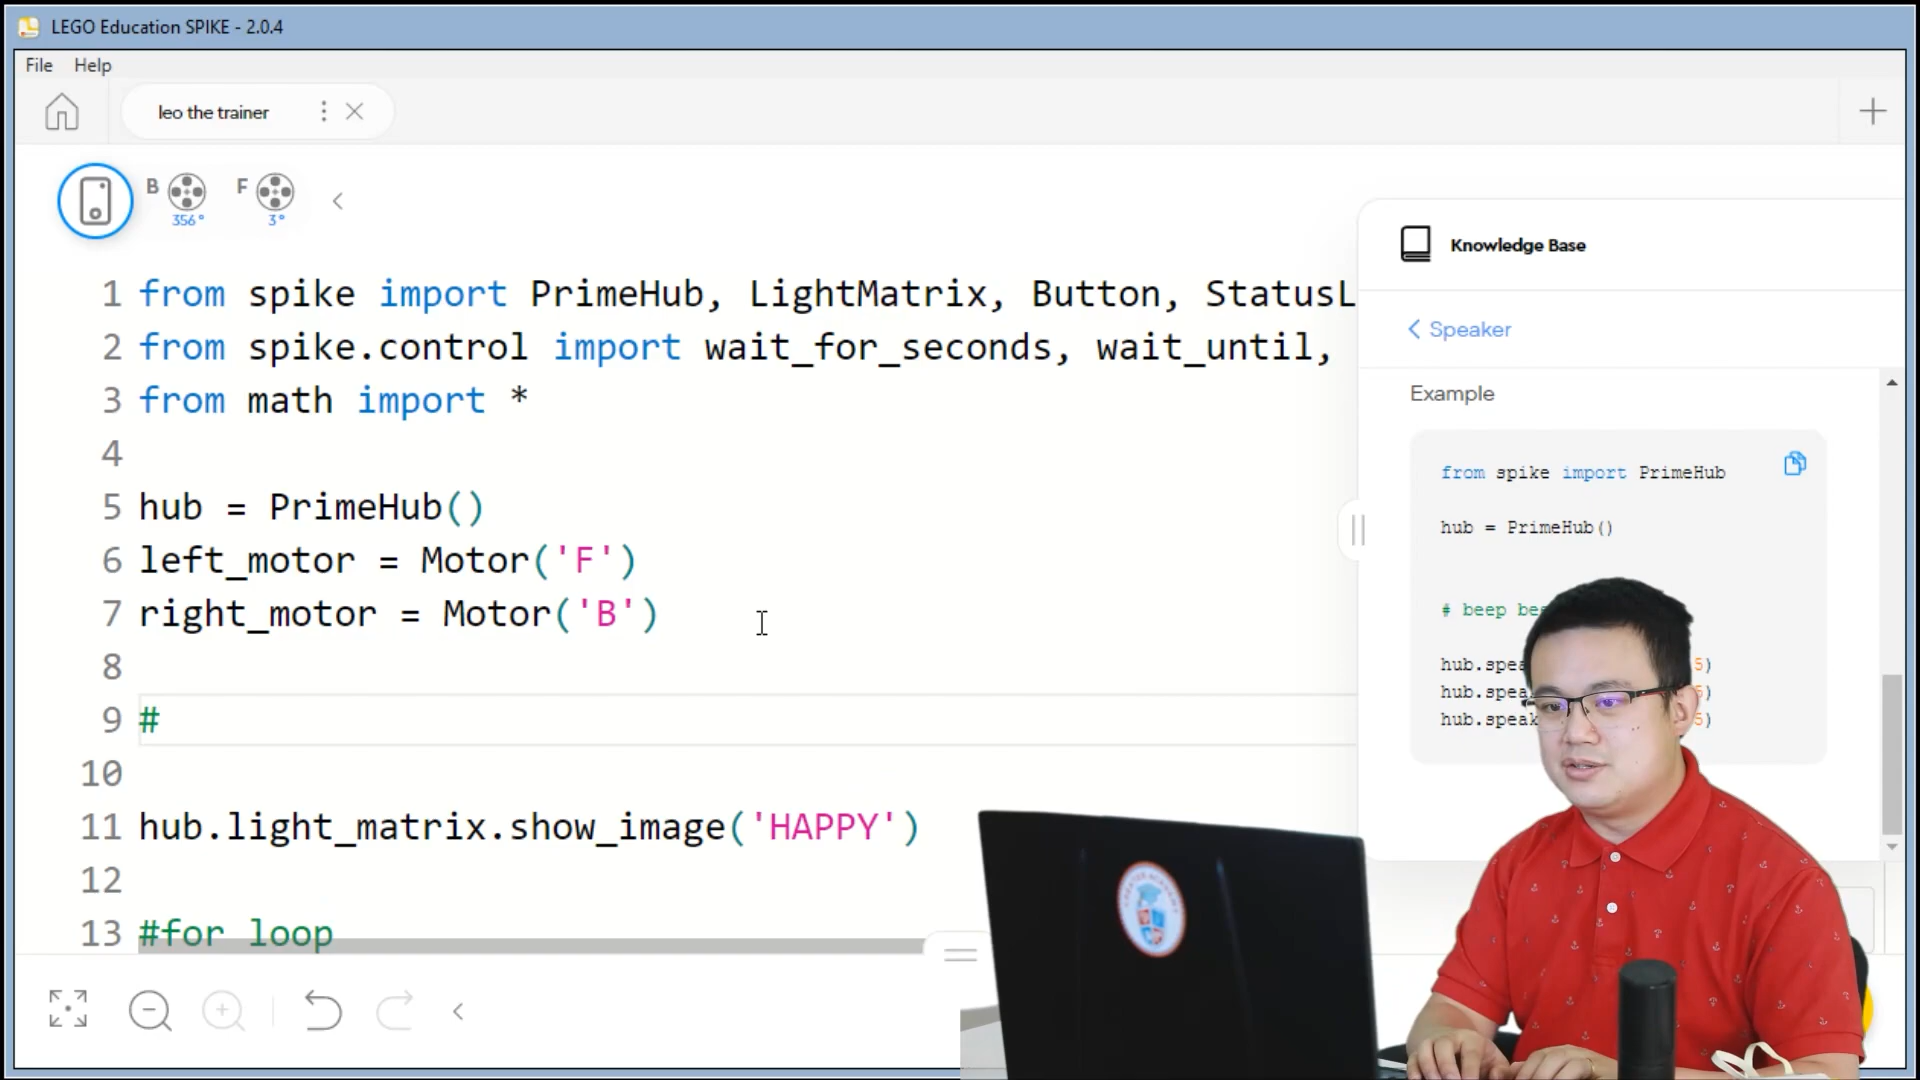 LEGO Education SPIKE - 2.0.4
File Help
leo the trainer
B 356° F 3°
1 from spike import PrimeHub, LightMatrix, Button, StatusL
2 from spike.control import wait_for_seconds, wait_until,
3 from math import *
4
5 hub = PrimeHub()
6 left_motor = Motor('F')
7 right_motor = Motor('B')
8
9 #
10
11 hub.light_matrix.show_image('HAPPY')
12
13 #for loop
Knowledge Base
Speaker
Example
from spike import PrimeHub
hub = PrimeHub()
# beep
hub.spea 5)
hub.spea 5)
hub.speak 5)